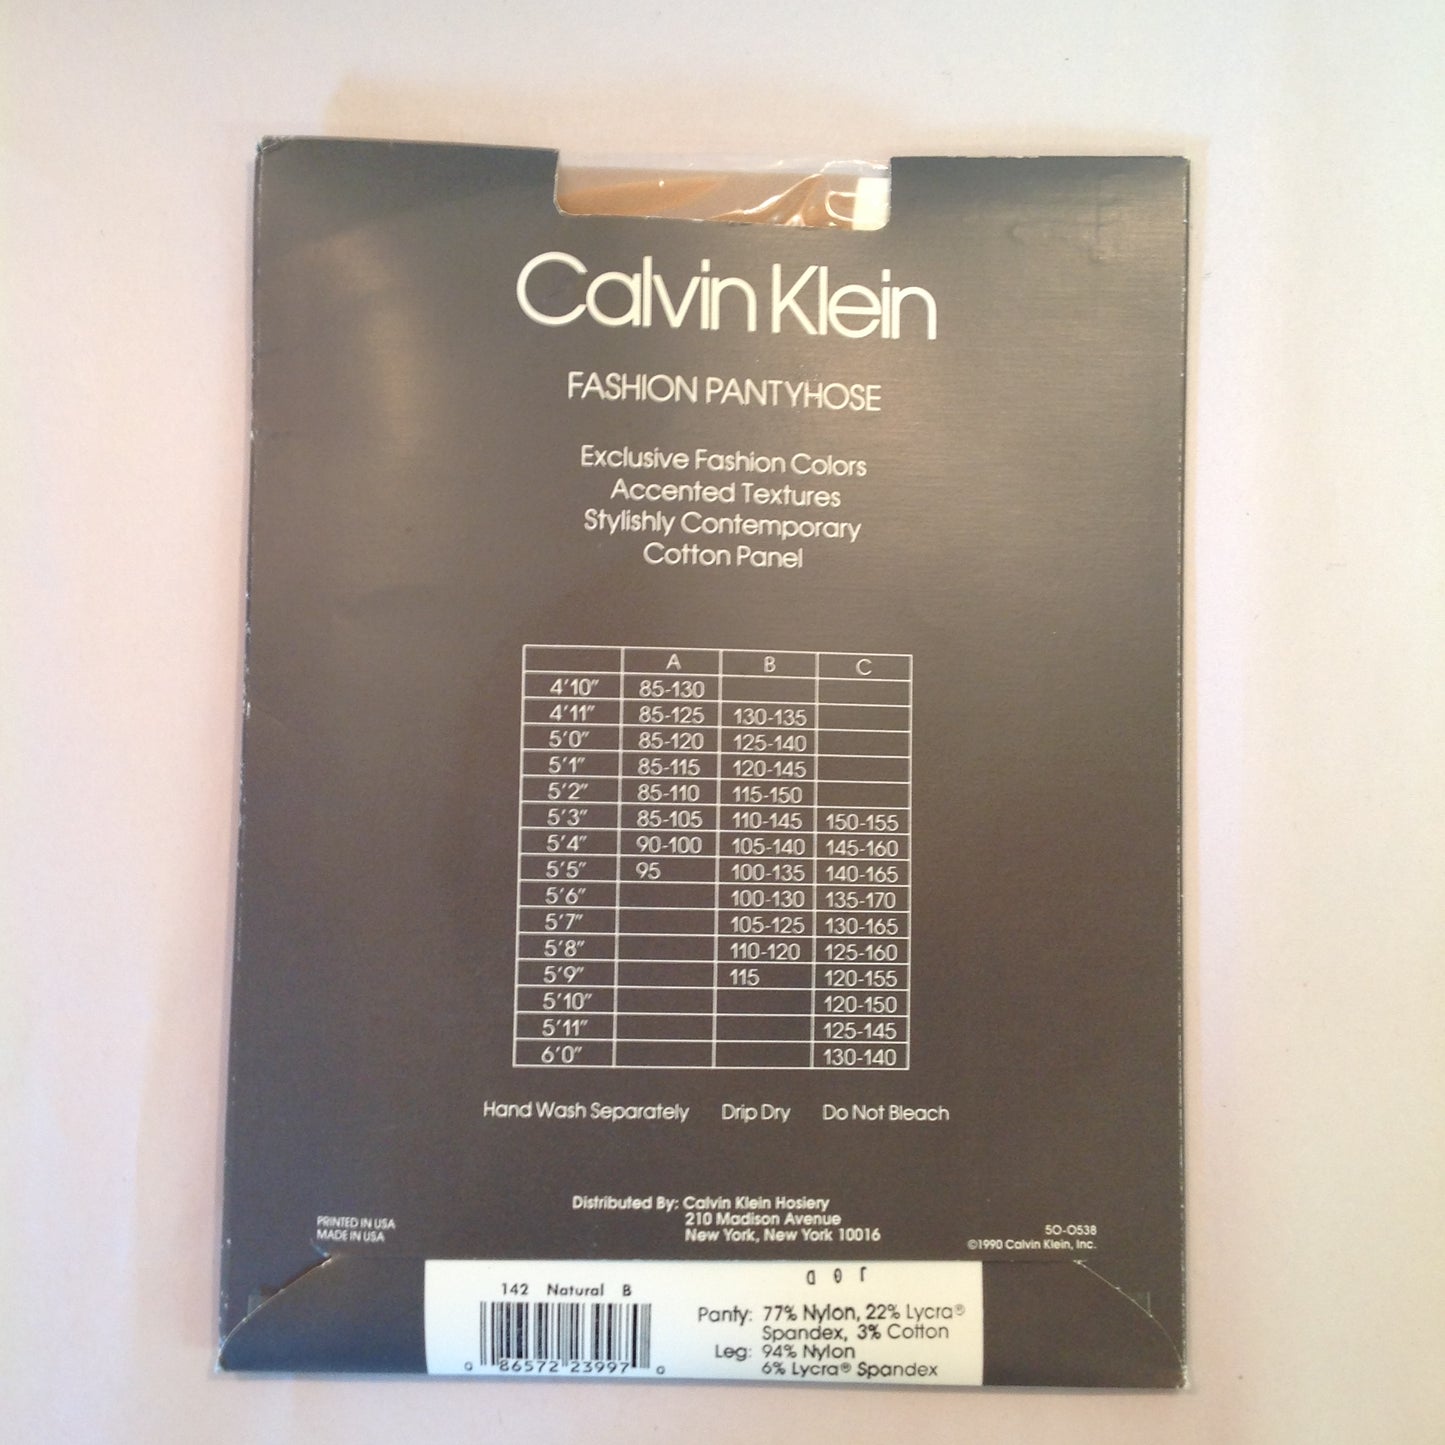 Calvin Klein
FASHION PANTYHOSE
Exclusive Fashion Colors
Accented Textures
Stylishly Contemporary
Cotton Panel
A B C
4'10" 85-130
4'11" 85-125 130-135
5'0" 85-120 125-140
5'1" 85-115 120-145
5'2" 85-110 115-150
5'3" 85-105 110-145 150-155
5'4" 90-100 105-140 145-160
5'5" 95 100-135 140-165
5'6" 100-130 135-170
5'7" 105-125 130-165
5'8" 110-120 125-160
5'9" 115 120-155
5'10" 120-150
5'11" 125-145
6'0" 130-140
Hand Wash Separately Drip Dry Do Not Bleach
Distributed By: Calvin Klein Hosiery
210 Madison Avenue
New York, New York 10016
PRINTED IN USA
MADE IN USA
50-0538
©1990 Calvin Klein, Inc.
142 Natural B
0 86572 23997 0
Panty: 77% Nylon, 22% Lycra®
Spandex, 3% Cotton
Leg: 94% Nylon
6% Lycra® Spandex